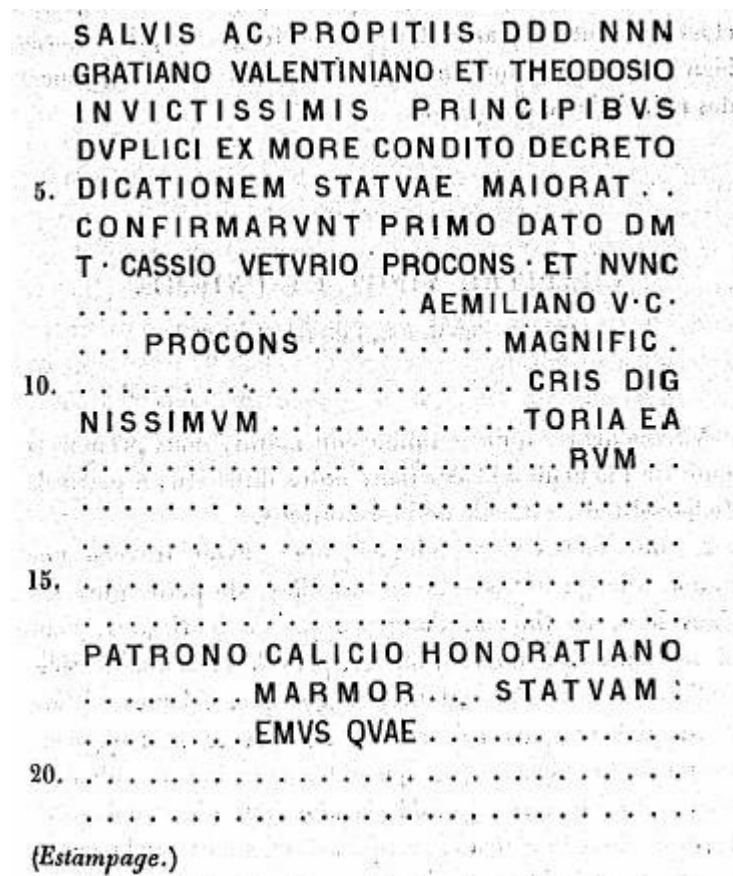 SALVIS AC PROPITIIS DDD NNN
GRATIANO VALENTINIANO ET THEODOSIO
INVICTISSIMIS PRINCIPIBVS
DVPLICI EX MORE CONDITO DECRETO
5. DICATIONEM STATVAE MAIORAT. .
CONFIRMARVNT PRIMO DATO DM
T · CASSIO VETVRIO PROCONS · ET NVNC
. . . . . . . . . . . . . . . . AEMILIANO V·C·
. . . PROCONS . . . . . . . . . MAGNIFIC .
10. . . . . . . . . . . . . . . . . . . . . CRIS DIG
NISSIMVM . . . . . . . . . . . . TORIA EA
. . . . . . . . . . . . . . . . . . . . . . RVM . .
. . . . . . . . . . . . . . . . . . . . . . . . . . .
. . . . . . . . . . . . . . . . . . . . . . . . . . .
15. . . . . . . . . . . . . . . . . . . . . . . . . . . .
. . . . . . . . . . . . . . . . . . . . . . . . . . .
PATRONO CALICIO HONORATIANO
. . . . . . . MARMOR . . . STATVAM :
. . . . . . . EMVS QVAE . . . . . . . . . . . .
20. . . . . . . . . . . . . . . . . . . . . . . . . . . .
. . . . . . . . . . . . . . . . . . . . . . . . . . .
(Estampage.)